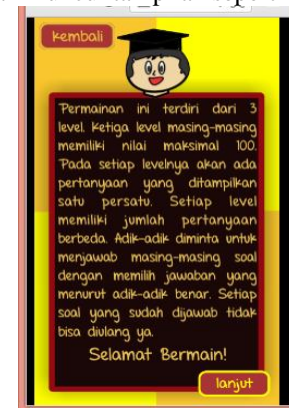 kembali
Permainan ini terdiri dari 3
level. Ketiga level masing-masing
memiliki nilai maksimal 100.
Pada setiap levelnya akan ada
pertanyaan yang ditampilkan
satu persatu. Setiap level
memiliki jumlah pertanyaan
berbeda. Adik-adik diminta untuk
menjawab masing-masing soal
dengan memilih jawaban yang
menurut adik-adik benar. Setiap
soal yang sudah dijawab tidak
bisa diulang ya.
Selamat Bermain!
lanjut